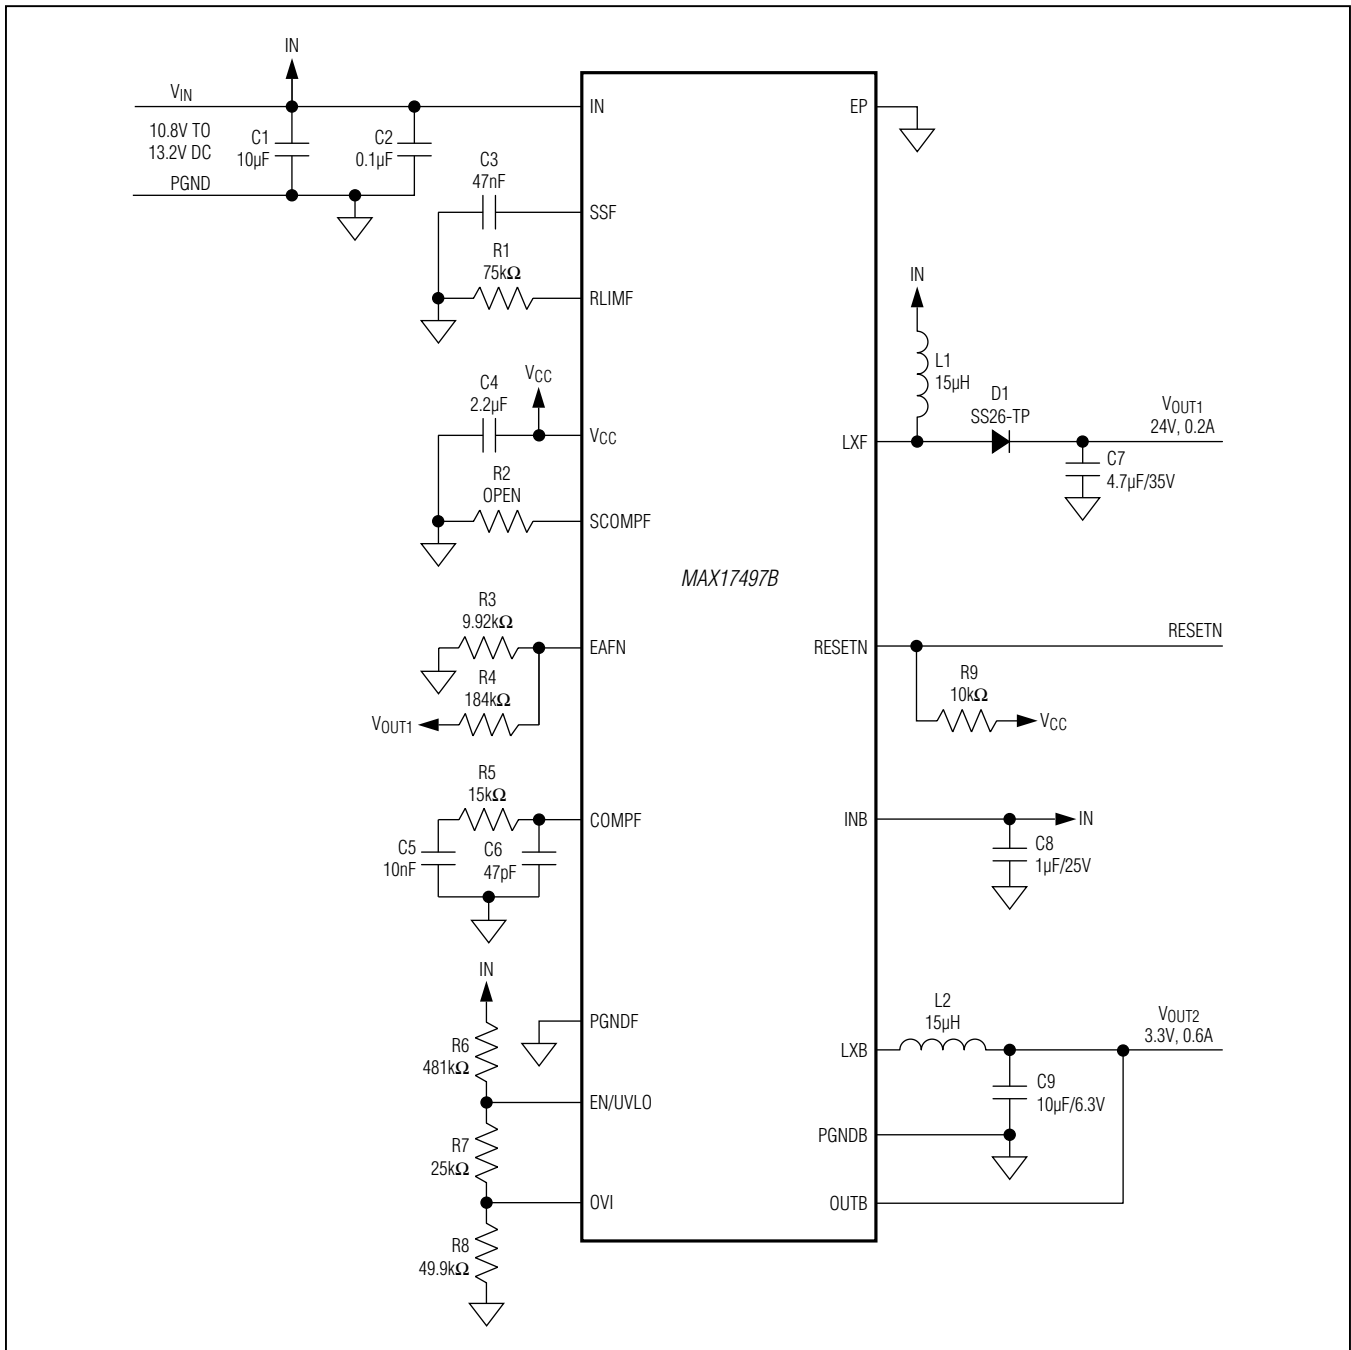 IN
VIN
10.8V TO
13.2V DC
PGND
C1
10µF
C2
0.1µF
IN
EP
C3
47nF
SSF
R1
75kΩ
RLIMF
C4
2.2µF
VCC
VCC
R2
OPEN
SCOMPF
IN
L1
15µH
D1
SS26-TP
LXF
VOUT1
24V, 0.2A
C7
4.7µF/35V
MAX17497B
R3
9.92kΩ
EAFN
R4
184kΩ
VOUT1
RESETN
RESETN
R9
10kΩ
VCC
R5
15kΩ
COMPF
C5
10nF
C6
47pF
INB
IN
C8
1µF/25V
IN
PGNDF
R6
481kΩ
EN/UVLO
R7
25kΩ
OVI
R8
49.9kΩ
L2
15µH
LXB
VOUT2
3.3V, 0.6A
C9
10µF/6.3V
PGNDB
OUTB